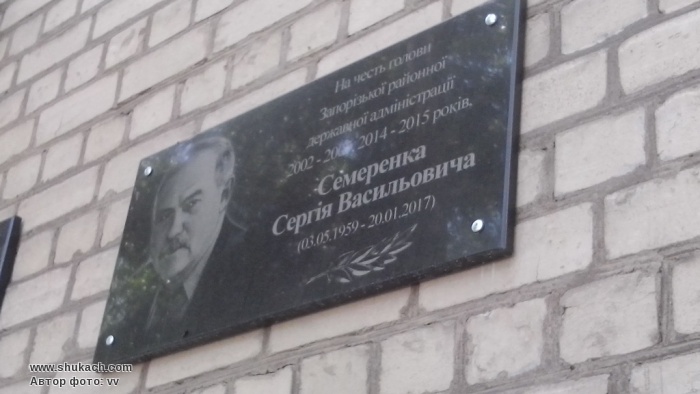 На честь голови
Запорізької районної
державної адміністрації
2002 - 2014 - 2015 років,
Семеренка
Сергія Васильовича
(03.05.1959 - 20.01.2017)
www.shukach.com
Автор фото: vv